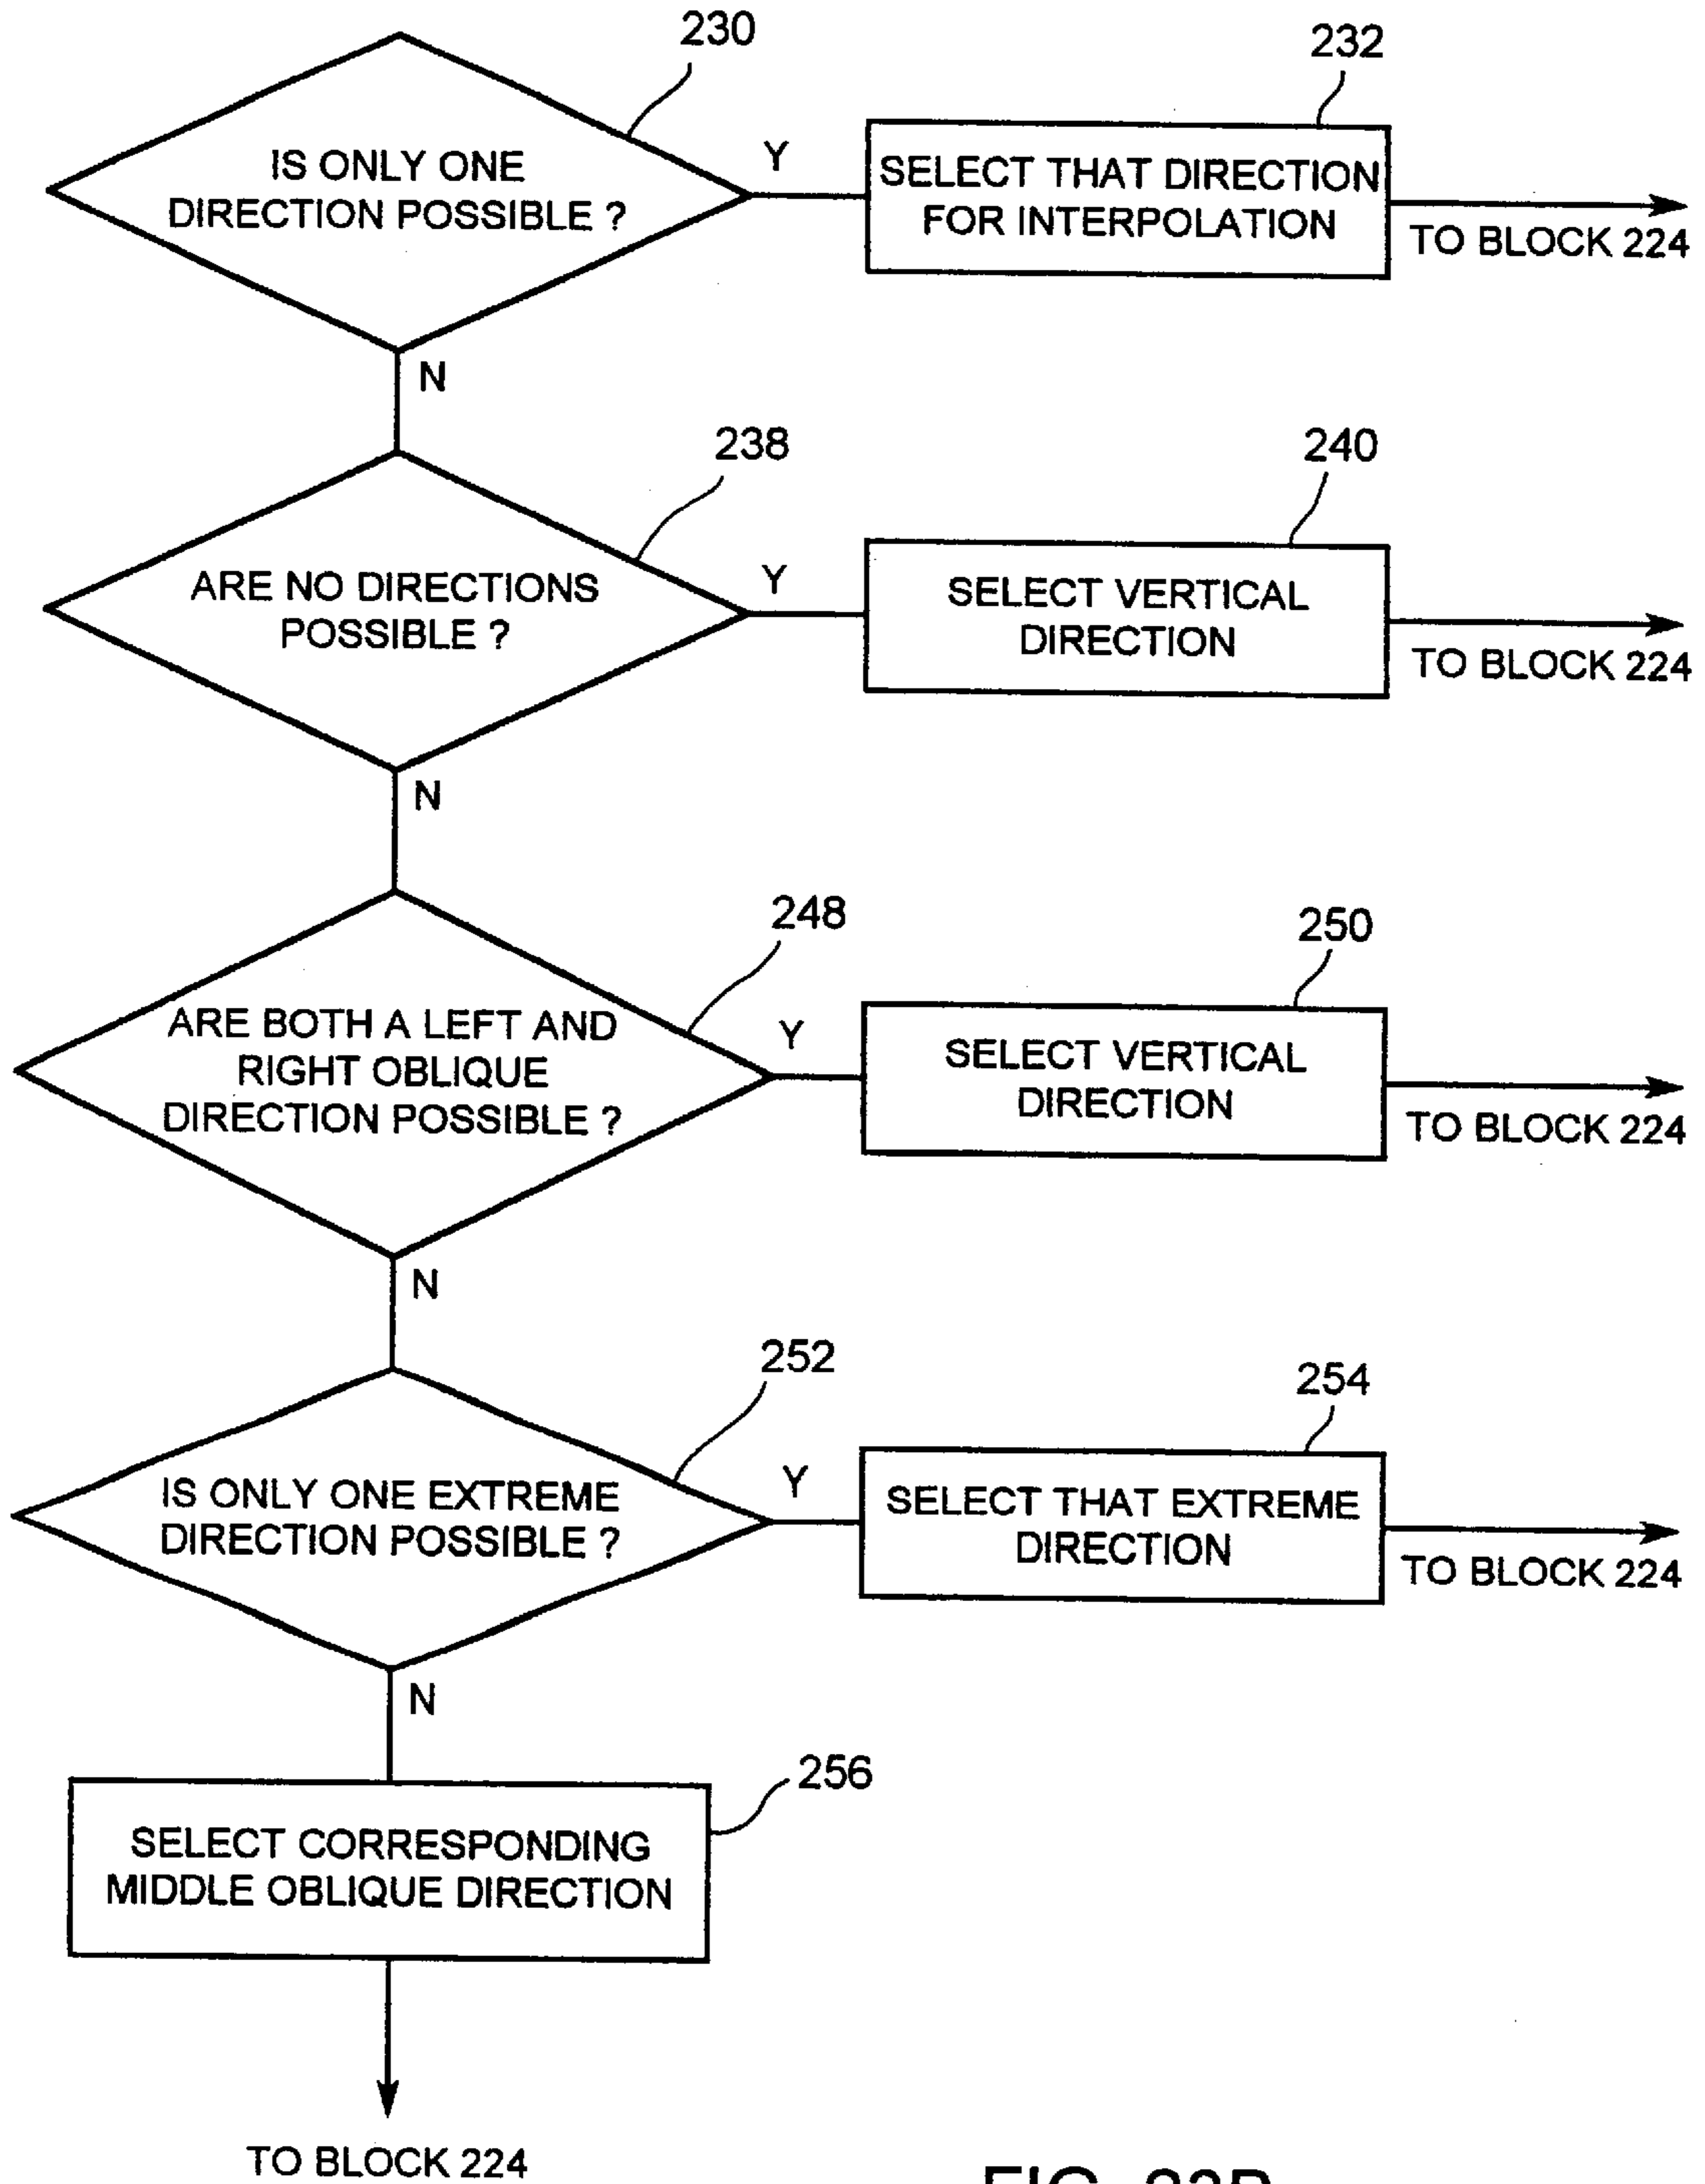 230
232
IS ONLY ONE
DIRECTION POSSIBLE ?
Y
SELECT THAT DIRECTION
FOR INTERPOLATION
TO BLOCK 224
N
238
240
ARE NO DIRECTIONS
POSSIBLE ?
Y
SELECT VERTICAL
DIRECTION
TO BLOCK 224
N
248
250
ARE BOTH A LEFT AND
RIGHT OBLIQUE
DIRECTION POSSIBLE ?
Y
SELECT VERTICAL
DIRECTION
TO BLOCK 224
N
252
254
IS ONLY ONE EXTREME
DIRECTION POSSIBLE ?
Y
SELECT THAT EXTREME
DIRECTION
TO BLOCK 224
N
256
SELECT CORRESPONDING
MIDDLE OBLIQUE DIRECTION
TO BLOCK 224
FIG.